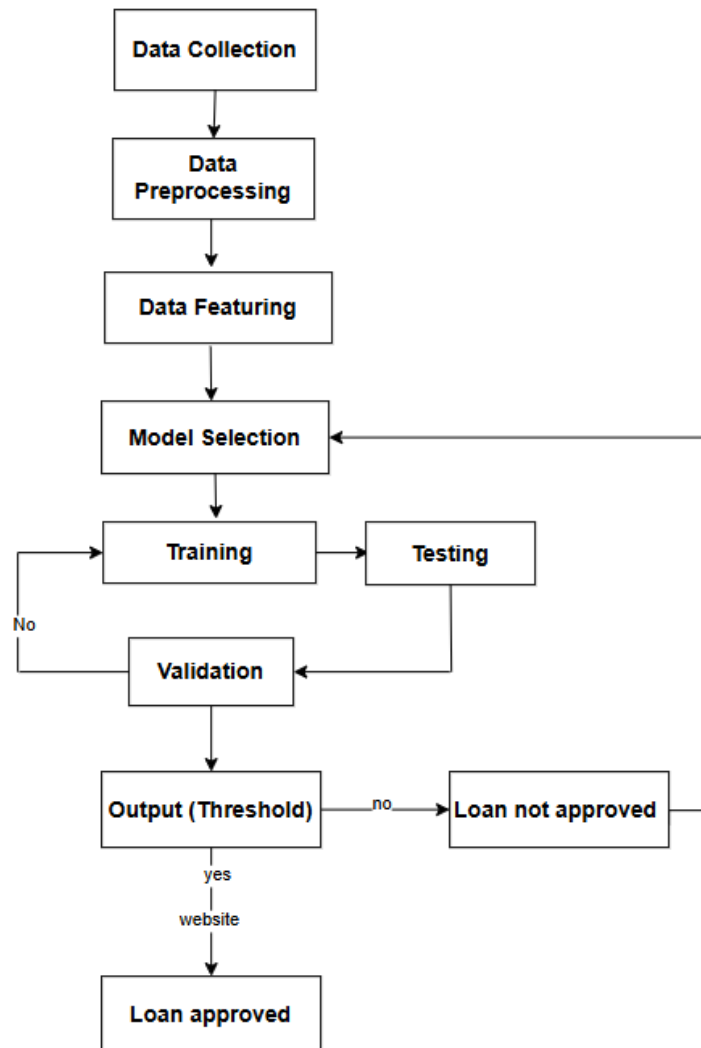 Data Collection
Data
Preprocessing
Data Featuring
Model Selection
Training
Testing
No
Validation
Output (Threshold)
no
Loan not approved
yes
website
Loan approved